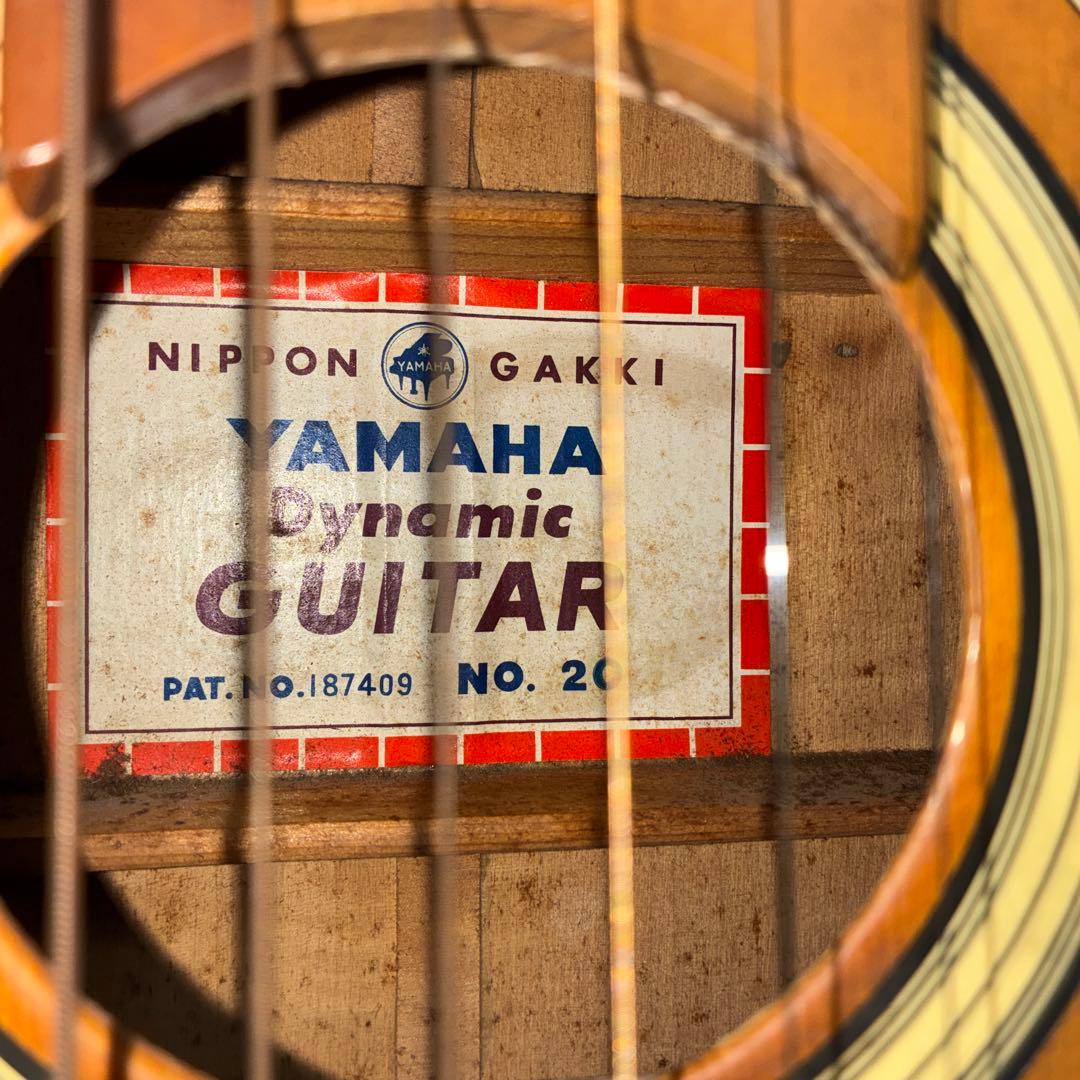 NIPPON YAMAHA GAKKI
YAMAHA
Dynamic
GUITAR
PAT. NO. 187409 NO. 20